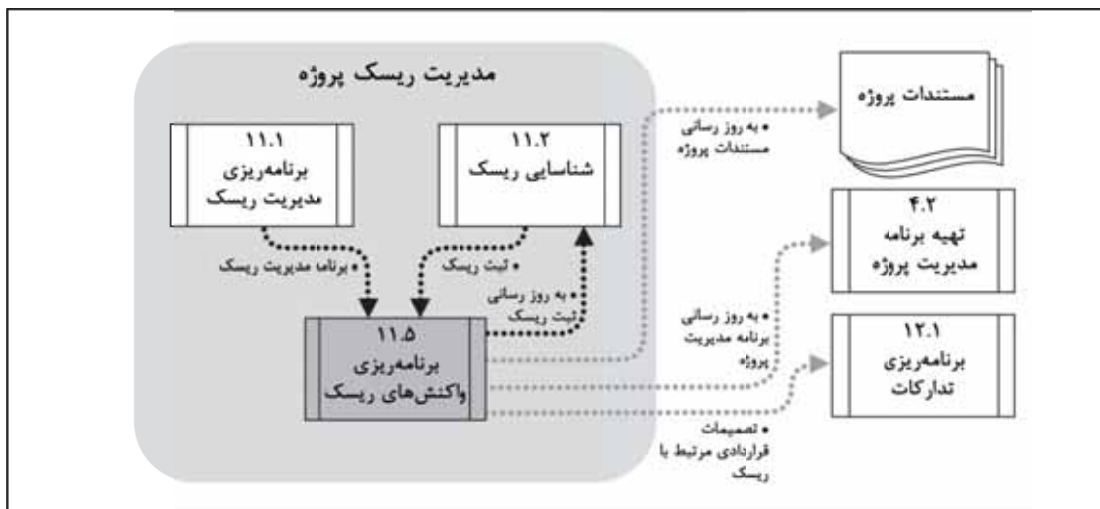 مدیریت ریسک پروژه
۱۱.۱
برنامه‌ریزی
مدیریت ریسک
۱۱.۲
شناسایی ریسک
• برنامه مدیریت ریسک
• ثبت ریسک
• به روز رسانی
ثبت ریسک
۱۱.۵
برنامه‌ریزی
واکنش‌های ریسک
• به روز رسانی
مستندات پروژه
• به روز رسانی
برنامه مدیریت
پروژه
• تصمیمات
قراردادی مرتبط با
ریسک
مستندات پروژه
۴.۲
تهیه برنامه
مدیریت پروژه
۱۲.۱
برنامه‌ریزی
تدارکات